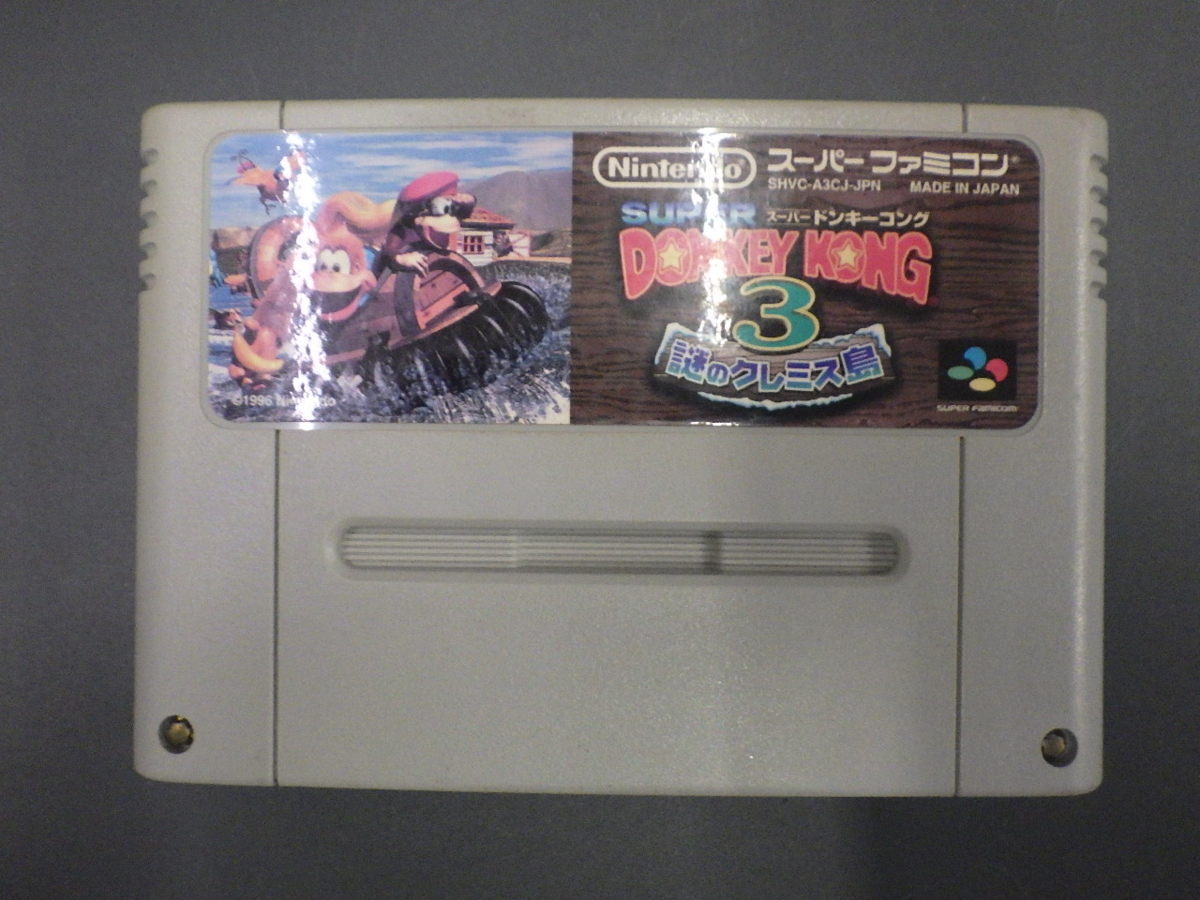 Nintendo®
スーパーファミコン®
SHVC-A3CJ-JPN MADE IN JAPAN
SUPER スーパードンキーコング
DONKEY KONG
3
謎のクレミス島
SUPER FAMICOM
©1996 Nintendo